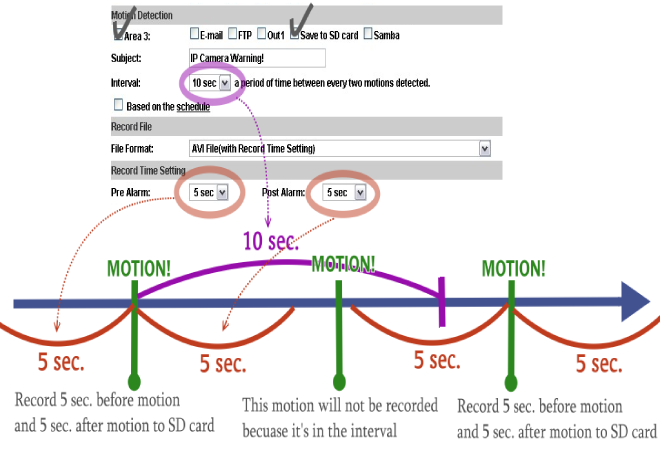 Motion Detection
Area 3: E-mail FTP Out1 Save to SD card Samba
Subject: IP Camera Warning!
Interval: 10 sec a period of time between every two motions detected.
Based on the schedule
Record File
File Format: AVI File(with Record Time Setting)
Record Time Setting
Pre Alarm: 5 sec Post Alarm: 5 sec
10 sec.
MOTION! MOTION! MOTION!
5 sec. 5 sec. 5 sec. 5 sec.
Record 5 sec. before motion
and 5 sec. after motion to SD card
This motion will not be recorded
becuase it's in the interval
Record 5 sec. before motion
and 5 sec. after motion to SD card